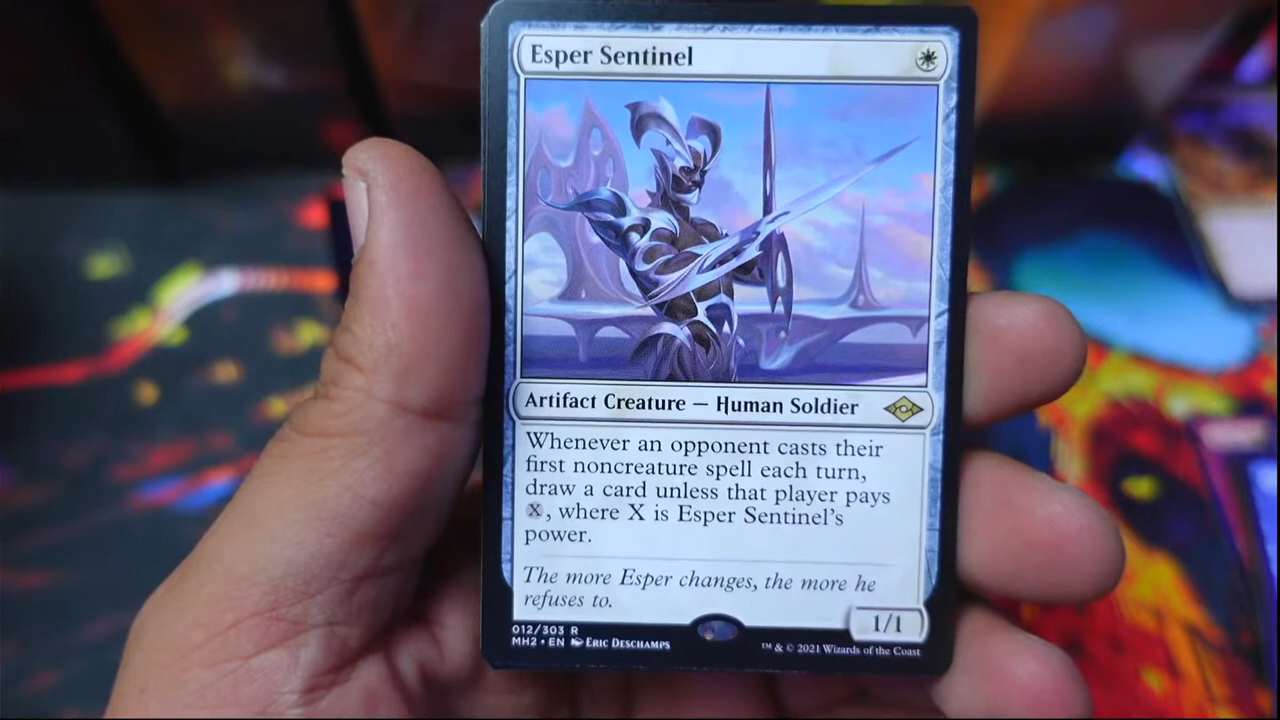 Esper Sentinel
Artifact Creature — Human Soldier
Whenever an opponent casts their
first noncreature spell each turn,
draw a card unless that player pays
X, where X is Esper Sentinel's
power.
The more Esper changes, the more he
refuses to.
1/1
012/303 R
MH2 • EN Eric Deschamps
™ & © 2021 Wizards of the Coast